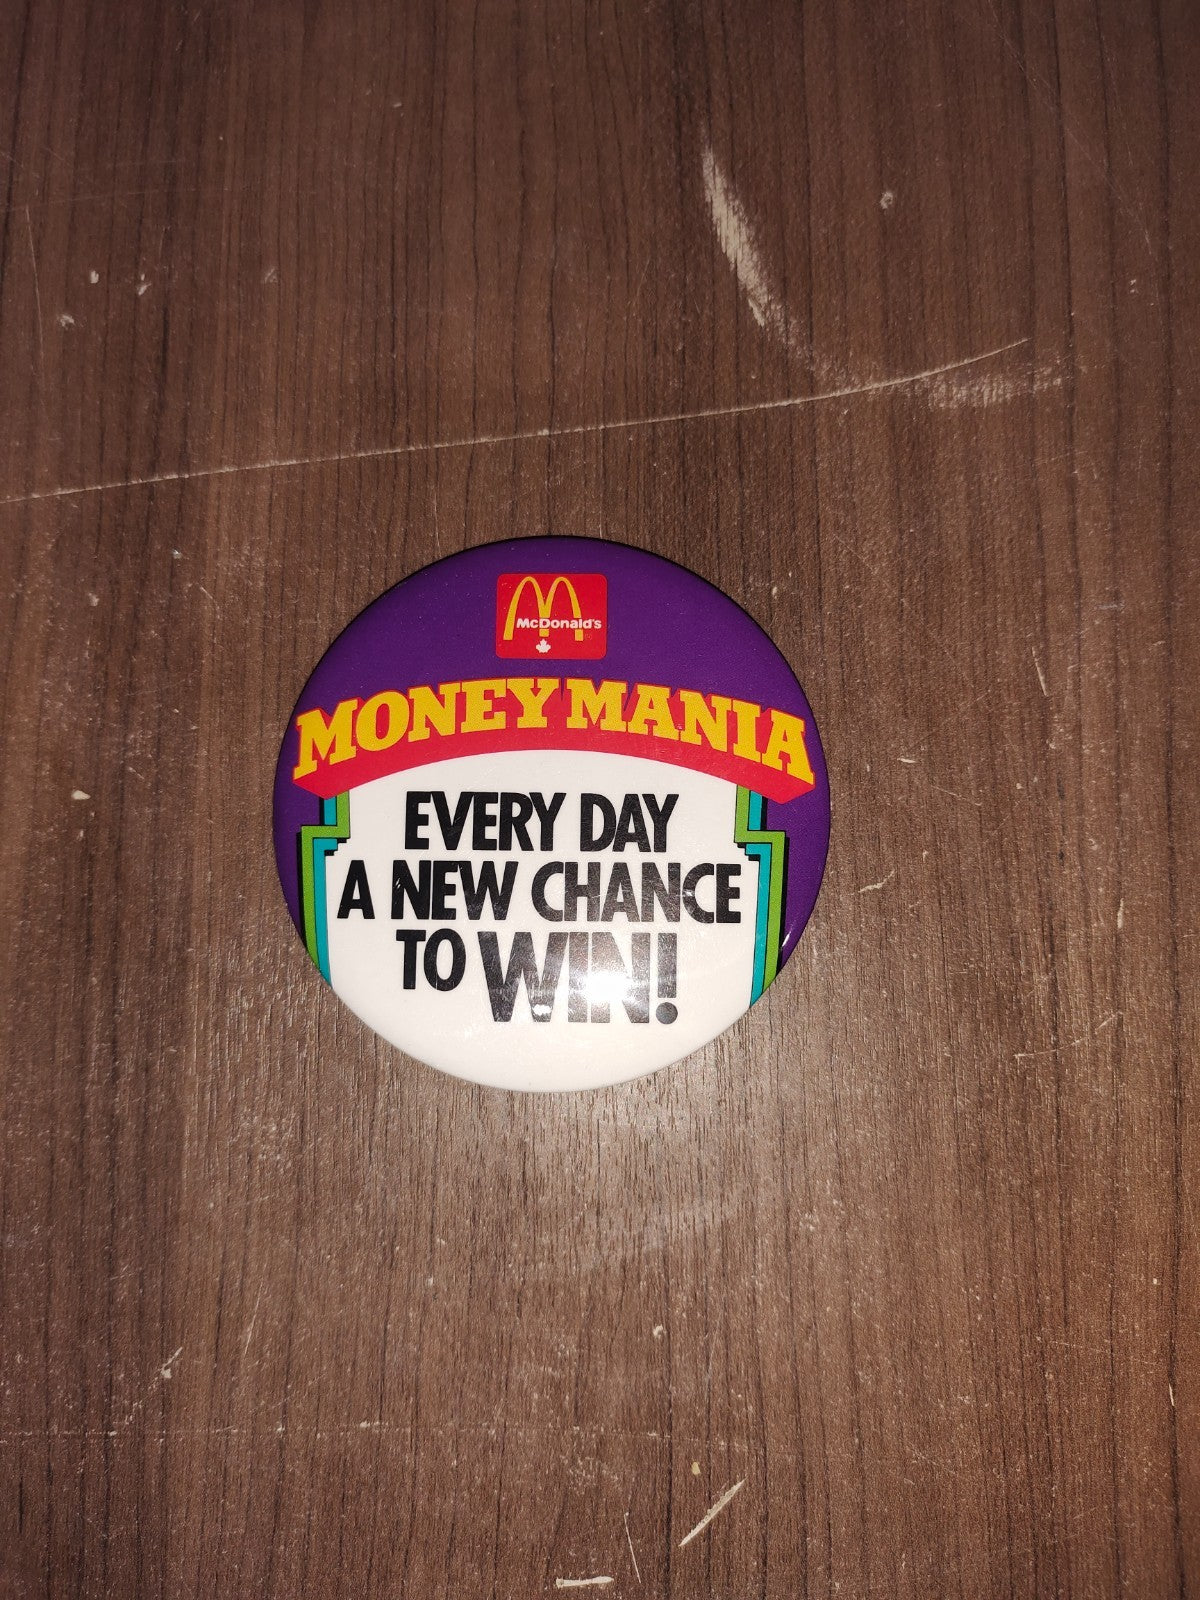 McDonald's
MONEY MANIA
EVERY DAY
A NEW CHANCE
TO WIN!